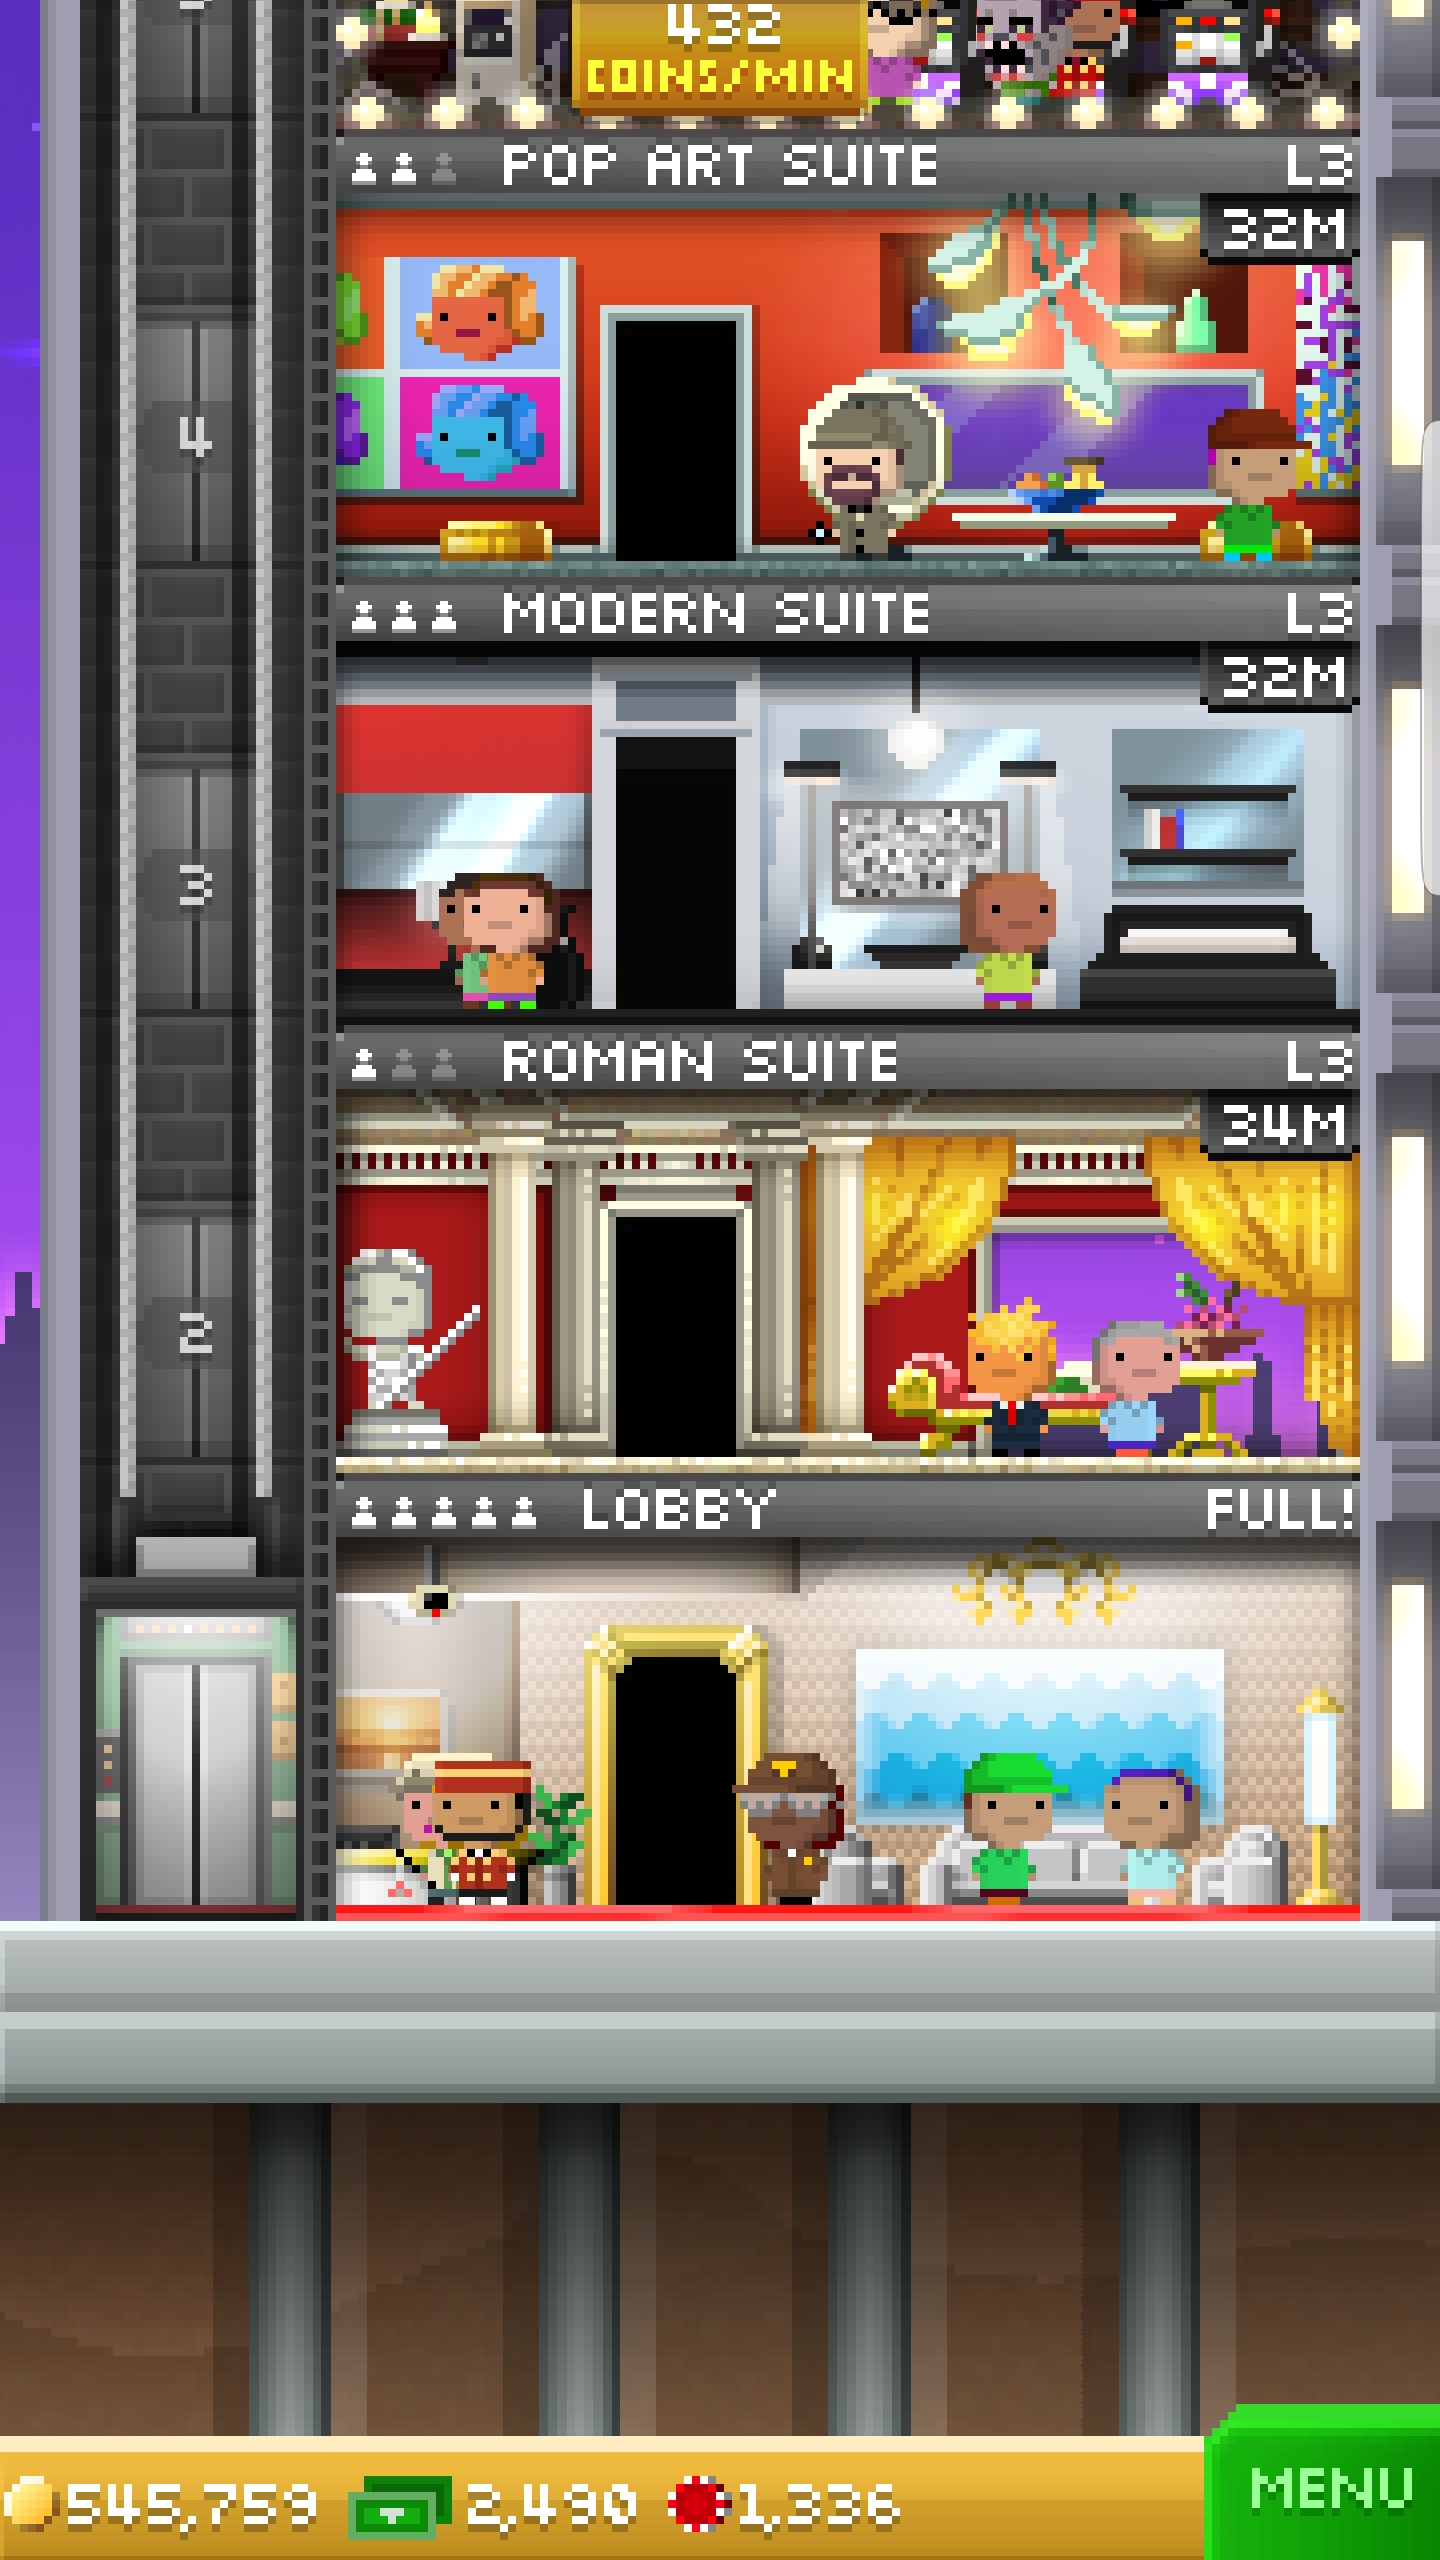 432
COINS/MIN
POP ART SUITE L3
32M
4
MODERN SUITE L3
32M
3
ROMAN SUITE L3
34M
2
LOBBY FULL!
545,759 2,490 1,336 MENU